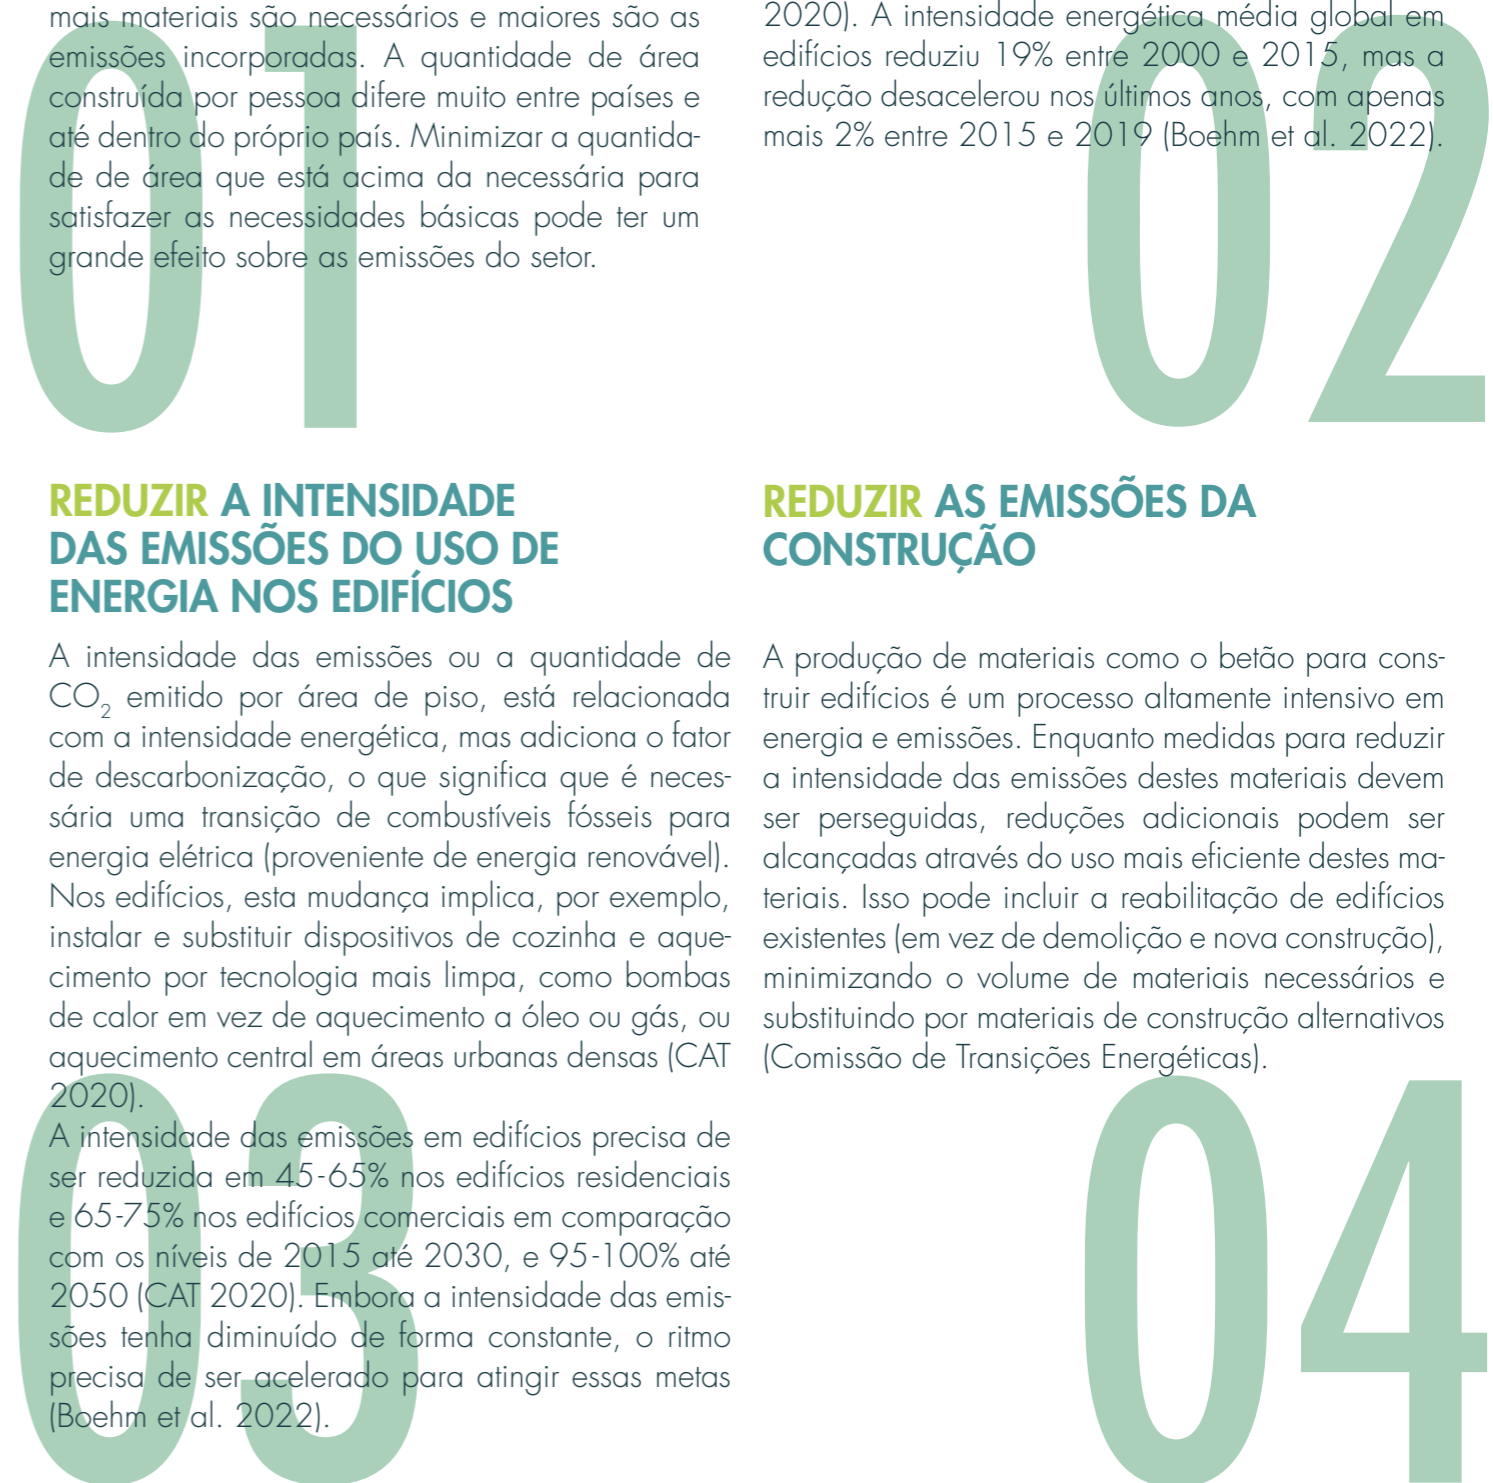 mais materiais são necessários e maiores são as
emissões incorporadas. A quantidade de área
construída por pessoa difere muito entre países e
até dentro do próprio país. Minimizar a quantida-
de de área que está acima da necessária para
satisfazer as necessidades básicas pode ter um
grande efeito sobre as emissões do setor.
01
2020). A intensidade energética média global em
edifícios reduziu 19% entre 2000 e 2015, mas a
redução desacelerou nos últimos anos, com apenas
mais 2% entre 2015 e 2019 (Boehm et al. 2022).
02
REDUZIR A INTENSIDADE
DAS EMISSÕES DO USO DE
ENERGIA NOS EDIFÍCIOS
A intensidade das emissões ou a quantidade de
CO₂ emitido por área de piso, está relacionada
com a intensidade energética, mas adiciona o fator
de descarbonização, o que significa que é neces-
sária uma transição de combustíveis fósseis para
energia elétrica (proveniente de energia renovável).
Nos edifícios, esta mudança implica, por exemplo,
instalar e substituir dispositivos de cozinha e aque-
cimento por tecnologia mais limpa, como bombas
de calor em vez de aquecimento a óleo ou gás, ou
aquecimento central em áreas urbanas densas (CAT
2020).
A intensidade das emissões em edifícios precisa de
ser reduzida em 45-65% nos edifícios residenciais
e 65-75% nos edifícios comerciais em comparação
com os níveis de 2015 até 2030, e 95-100% até
2050 (CAT 2020). Embora a intensidade das emis-
sões tenha diminuído de forma constante, o ritmo
precisa de ser acelerado para atingir essas metas
(Boehm et al. 2022).
03
REDUZIR AS EMISSÕES DA
CONSTRUÇÃO
A produção de materiais como o betão para cons-
truir edifícios é um processo altamente intensivo em
energia e emissões. Enquanto medidas para reduzir
a intensidade das emissões destes materiais devem
ser perseguidas, reduções adicionais podem ser
alcançadas através do uso mais eficiente destes ma-
teriais. Isso pode incluir a reabilitação de edifícios
existentes (em vez de demolição e nova construção),
minimizando o volume de materiais necessários e
substituindo por materiais de construção alternativos
(Comissão de Transições Energéticas).
04